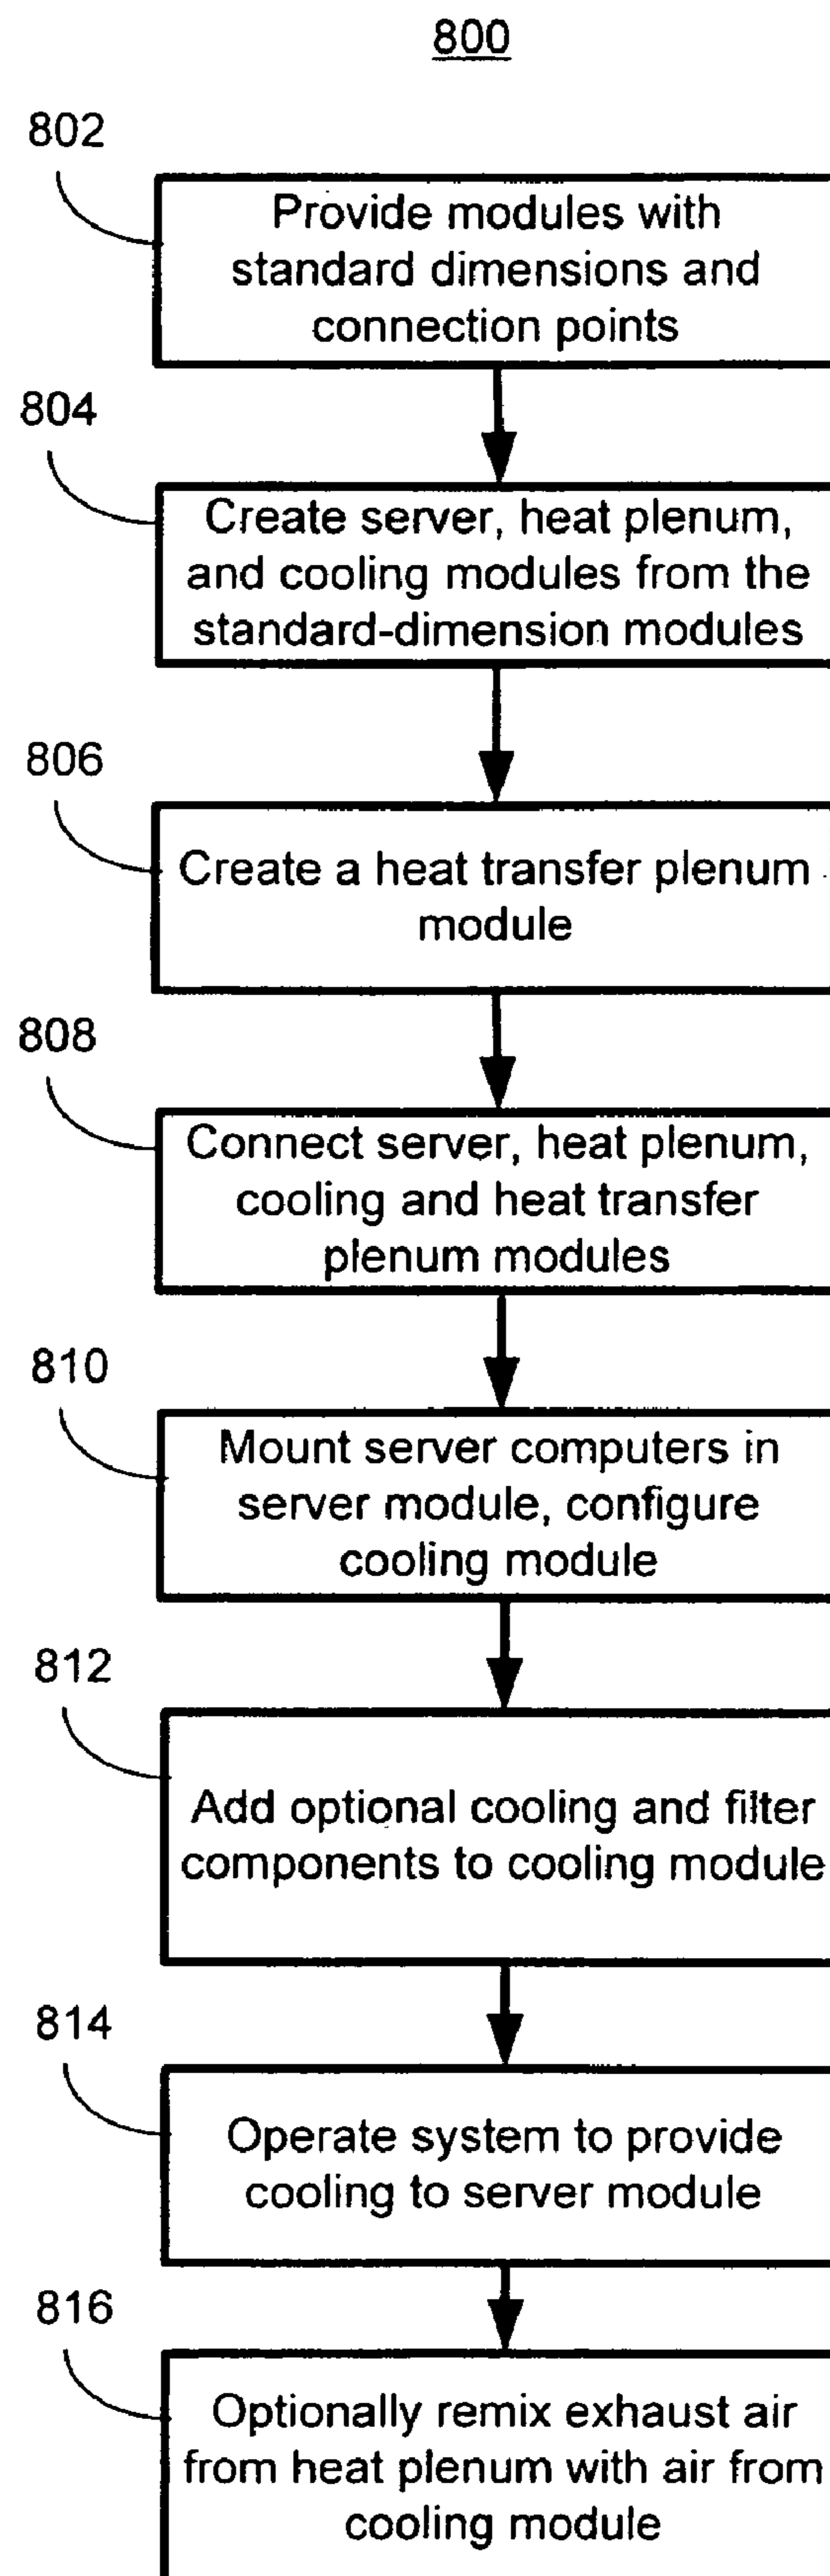 800
802
Provide modules with
standard dimensions and
connection points
804
Create server, heat plenum,
and cooling modules from the
standard-dimension modules
806
Create a heat transfer plenum
module
808
Connect server, heat plenum,
cooling and heat transfer
plenum modules
810
Mount server computers in
server module, configure
cooling module
812
Add optional cooling and filter
components to cooling module
814
Operate system to provide
cooling to server module
816
Optionally remix exhaust air
from heat plenum with air from
cooling module